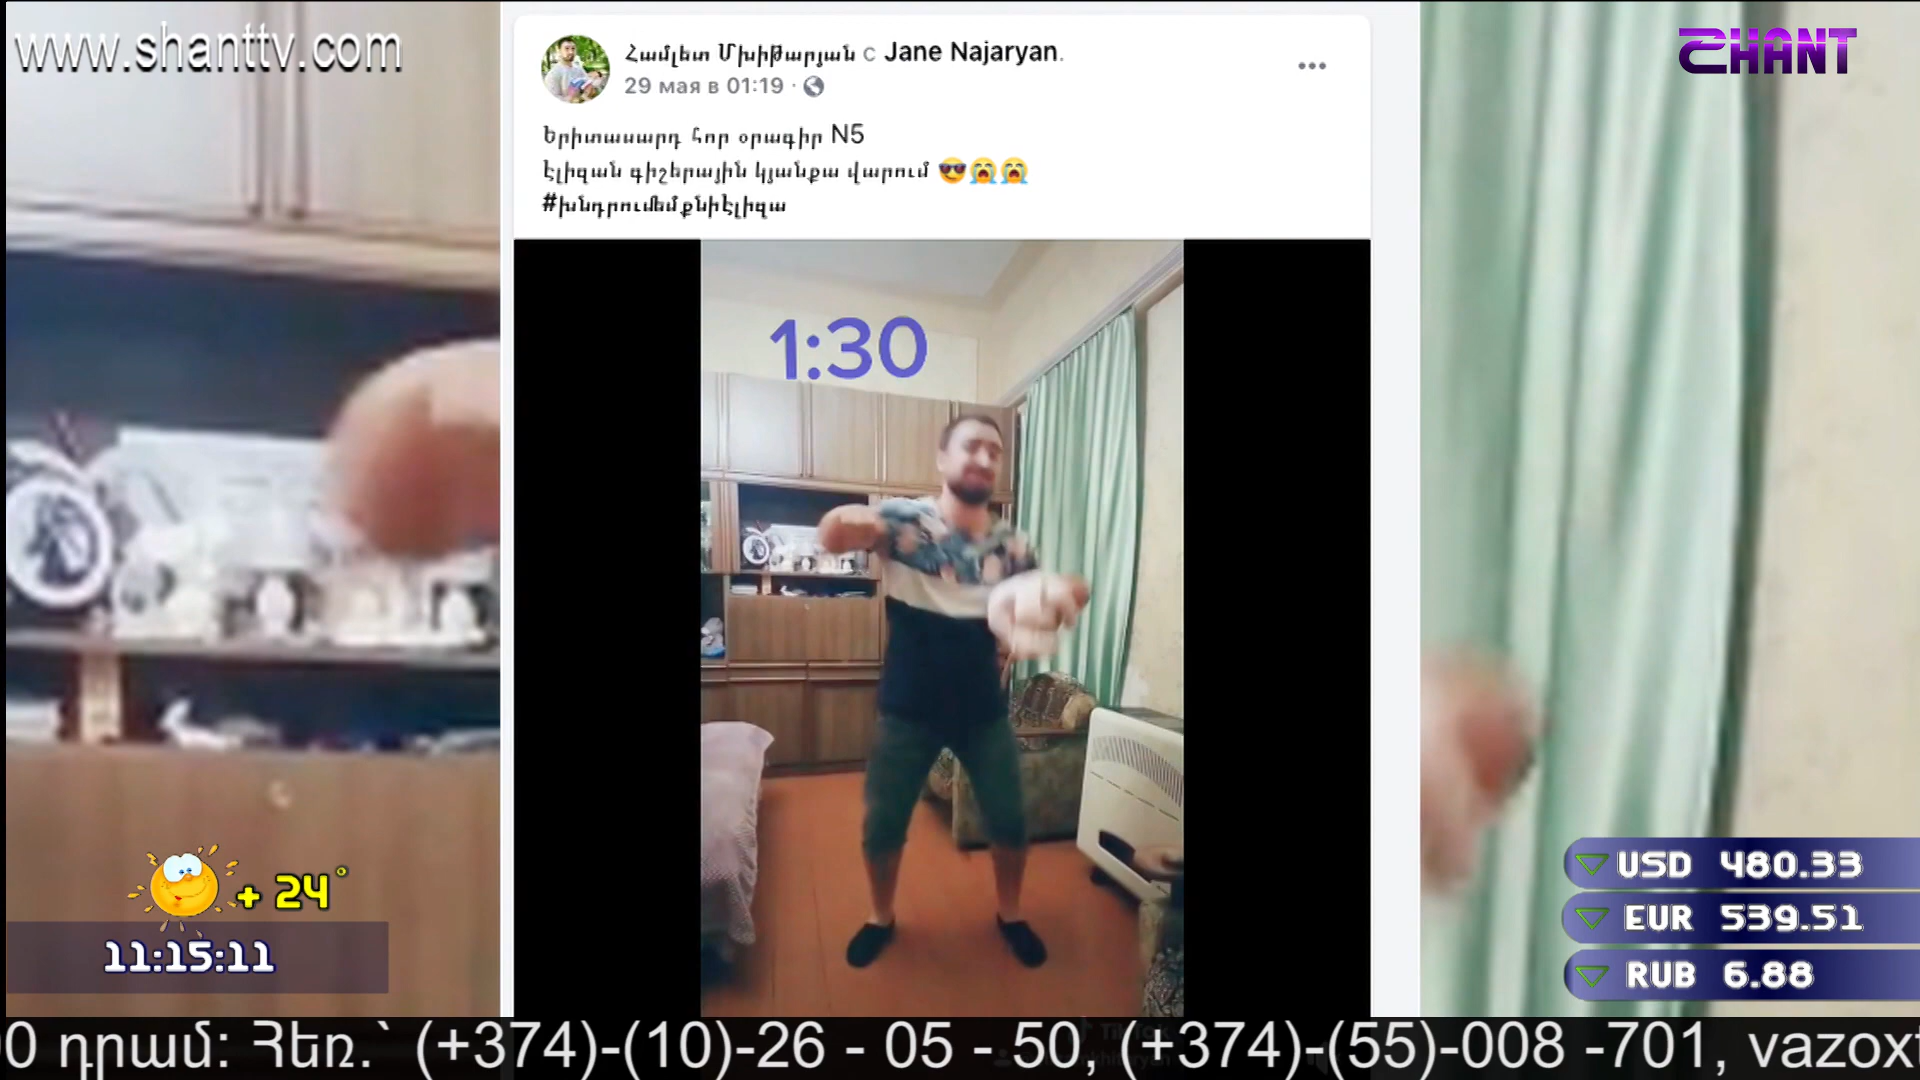 www.shanttv.com
SHANT
Համլետ Մխիթարյան с Jane Najaryan.
29 мая в 01:19 ·
Երիտասարդ հոր օրագիր N5
Էլիզան գիշերային կյանքա վարում 😎😭😭
#խնդրումեմքնիԷլիզա
1:30
+ 24°
11:15:11
USD 480.33
EUR 539.51
RUB 6.88
00 դրամ: Հեռ.` (+374)-(10)-26 - 05 - 50, (+374)-(55)-008 -701, vazoxt